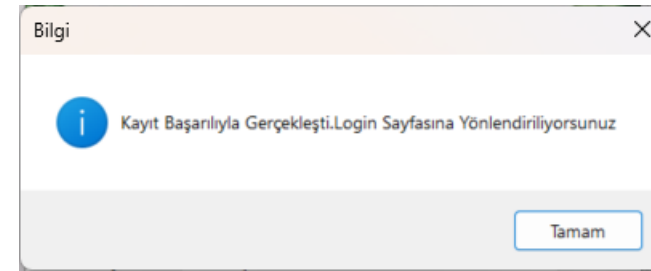 Bilgi
Kayıt Başarılıyla Gerçekleşti.Login Sayfasına Yönlendiriliyorsunuz
Tamam